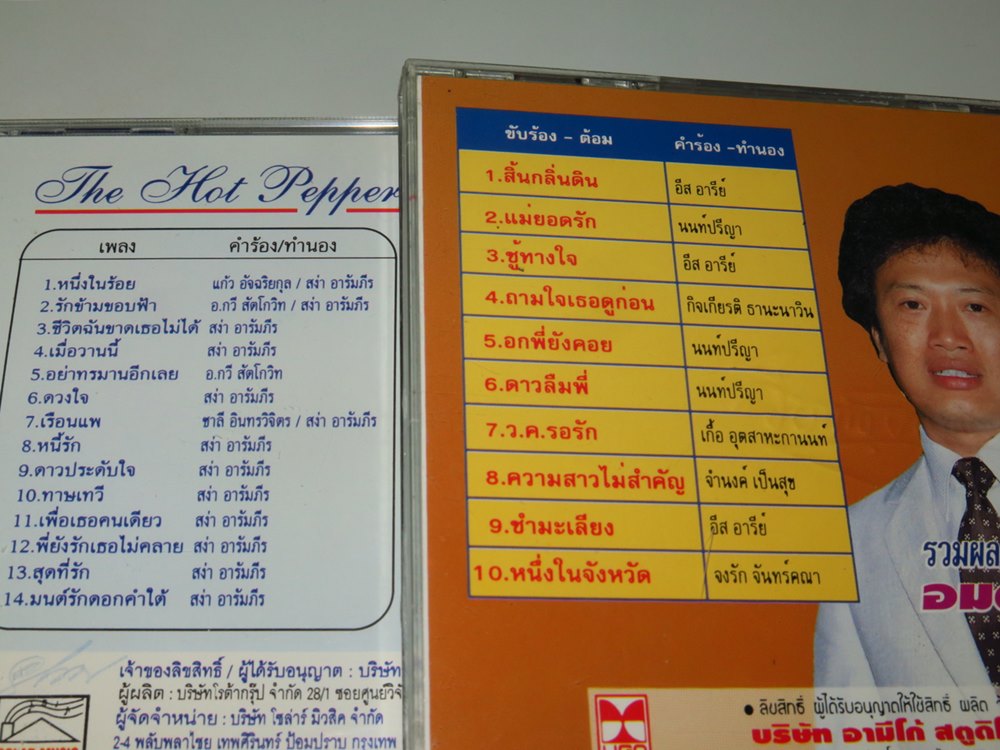 The Hot Pepper
เพลง คำร้อง/ทำนอง
1.หนึ่งในร้อย แก้ว อัจฉริยกุล / สง่า อารัมภีร
2.รักข้ามขอบฟ้า อ.กวี สัตโกวิท / สง่า อารัมภีร
3.ชีวิตฉันขาดเธอไม่ได้ สง่า อารัมภีร
4.เมื่อวานนี้ สง่า อารัมภีร
5.อย่าทรมานอีกเลย อ.กวี สัตโกวิท
6.ดวงใจ สง่า อารัมภีร
7.เรือนแพ ชาลี อินทรวิจิตร / สง่า อารัมภีร
8.หนี้รัก สง่า อารัมภีร
9.ดาวประดับใจ สง่า อารัมภีร
10.ทาษเทวี สง่า อารัมภีร
11.เพื่อเธอคนเดียว สง่า อารัมภีร
12.พี่ยังรักเธอไม่คลาย สง่า อารัมภีร
13.สุดที่รัก สง่า อารัมภีร
14.มนต์รักดอกคำใต้ สง่า อารัมภีร
เจ้าของลิขสิทธิ์ / ผู้ได้รับอนุญาต : บริษัท
ผู้ผลิต : บริษัทโรต้ากรุ๊ป จำกัด 28/1 ซอยศูนย์วิจั
ผู้จัดจำหน่าย : บริษัท โซล่าร์ มิวสิค จำกัด
2-4 พลับพลาไชย เทพศิรินทร์ ป้อมปราบ กรุงเทพ
ขับร้อง - ต้อม คำร้อง -ทำนอง
1.สิ้นกลิ่นดิน อีส อารีย์
2.แม่ยอดรัก นนท์ปรีญา
3.ชู้ทางใจ อีส อารีย์
4.ถามใจเธอดูก่อน กิจเกียรติ ธานะนาวิน
5.อกพี่ยังคอย นนท์ปรีญา
6.ดาวลืมพี่ นนท์ปรีญา
7.ว.ค.รอรัก เกื้อ อุตสาหะกานนท์
8.ความสาวไม่สำคัญ จำนงค์ เป็นสุข
9.ชำมะเลียง อีส อารีย์
10.หนึ่งในจังหวัด จงรัก จันทร์คณา
รวมผล
• ลิขสิทธิ์ ผู้ได้รับอนุญาตให้ใช้สิทธิ์ ผลิต
บริษัท อามีโก้ สตูดิ